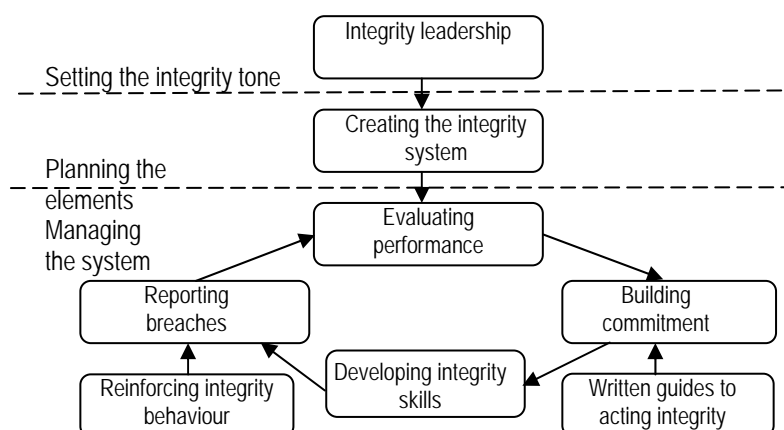 Integrity leadership
Setting the integrity tone
Creating the integrity
system
Planning the
elements
Managing
the system
Evaluating
performance
Reporting
breaches
Building
commitment
Developing integrity
skills
Reinforcing integrity
behaviour
Written guides to
acting integrity